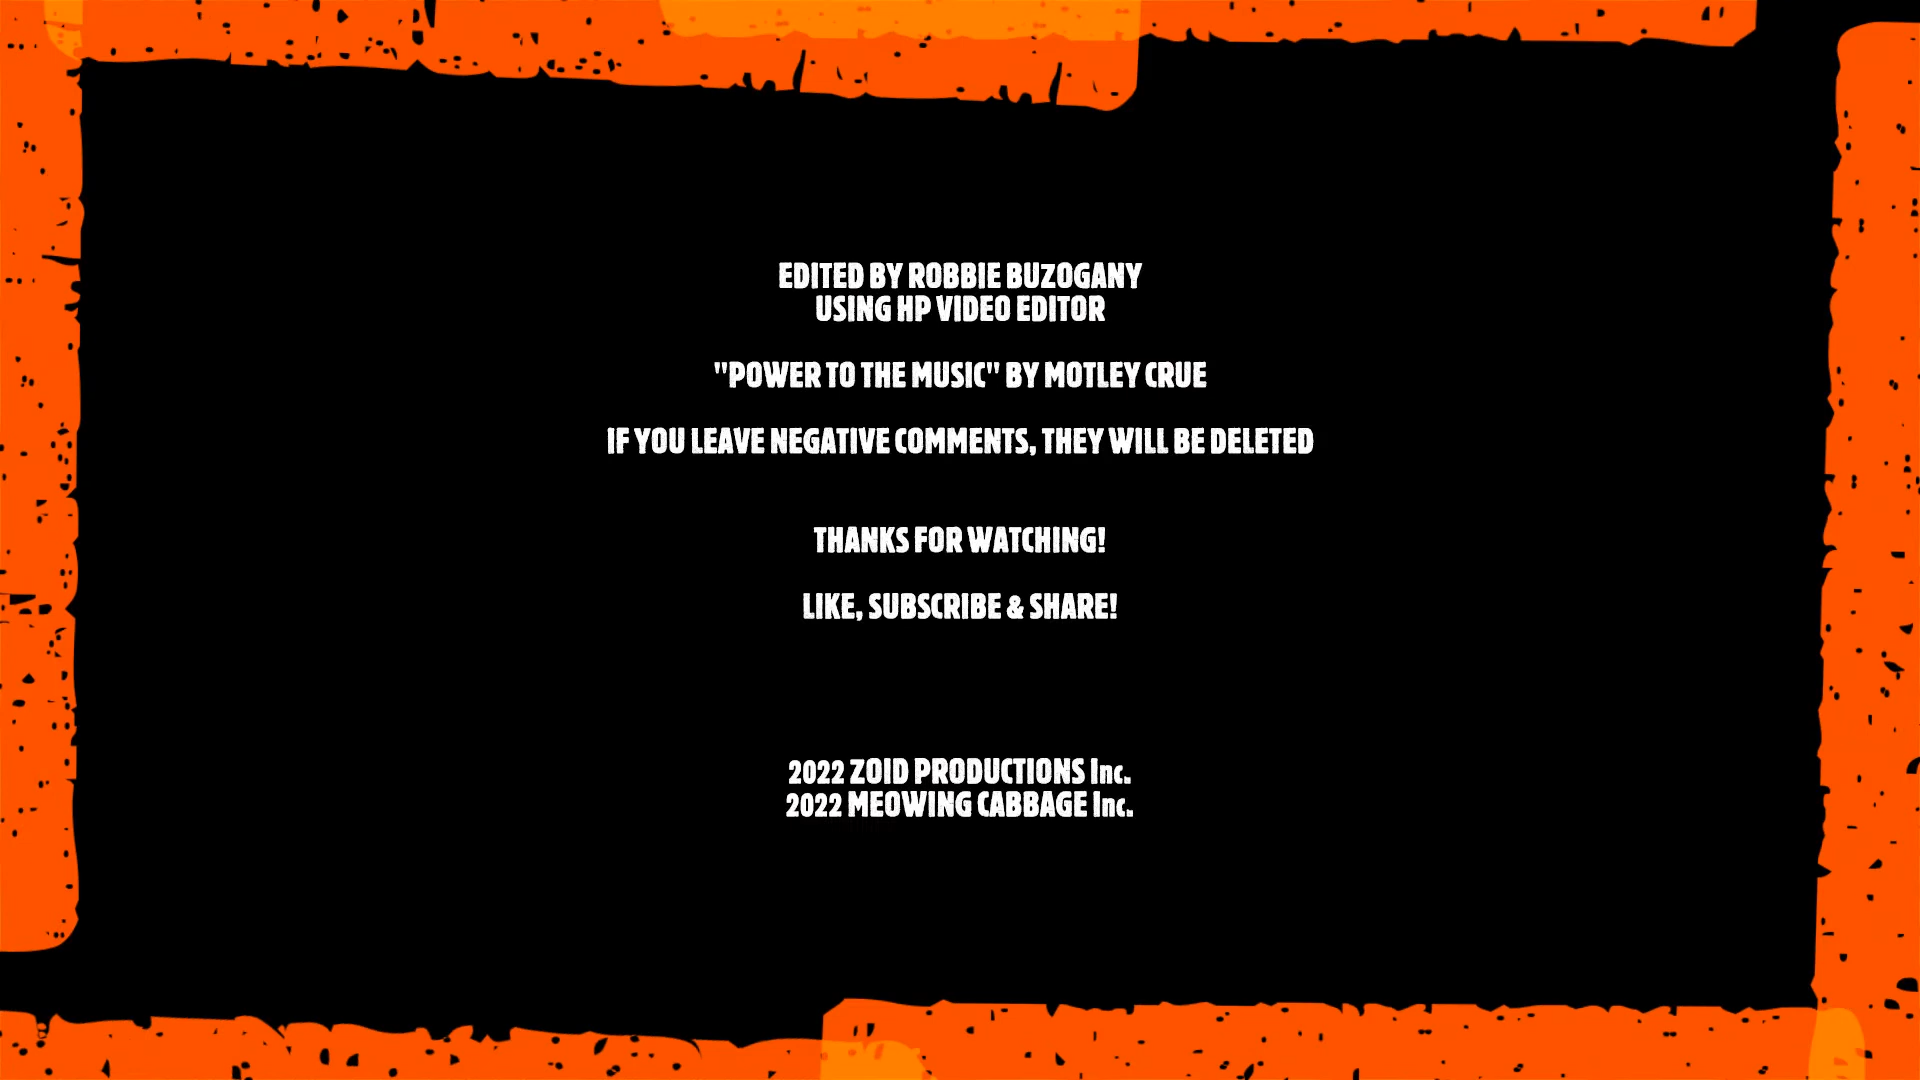 EDITED BY ROBBIE BUZOGANY
USING HP VIDEO EDITOR
"POWER TO THE MUSIC" BY MOTLEY CRUE
IF YOU LEAVE NEGATIVE COMMENTS, THEY WILL BE DELETED
THANKS FOR WATCHING!
LIKE, SUBSCRIBE & SHARE!
2022 ZOID PRODUCTIONS Inc.
2022 MEOWING CABBAGE Inc.